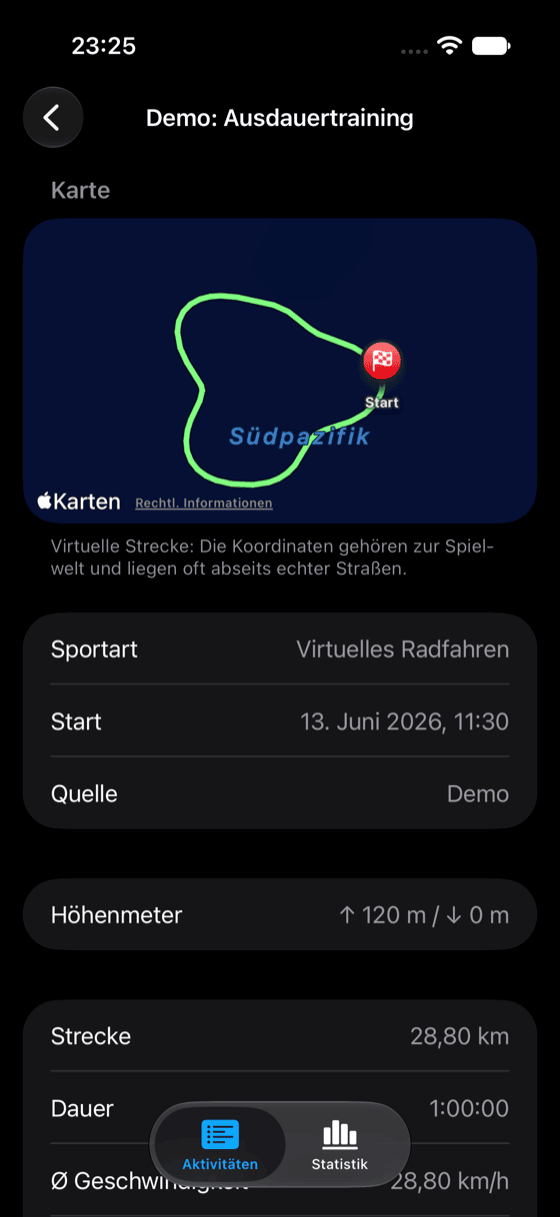 23:25
Demo: Ausdauertraining
Karte
Start
Südpazifik
Karten Rechtl. Informationen
Virtuelle Strecke: Die Koordinaten gehören zur Spiel-
welt und liegen oft abseits echter Straßen.
Sportart Virtuelles Radfahren
Start 13. Juni 2026, 11:30
Quelle Demo
Höhenmeter ↑ 120 m / ↓ 0 m
Strecke 28,80 km
Dauer 1:00:00
Ø Geschwindigkeit 28,80 km/h
Aktivitäten Statistik